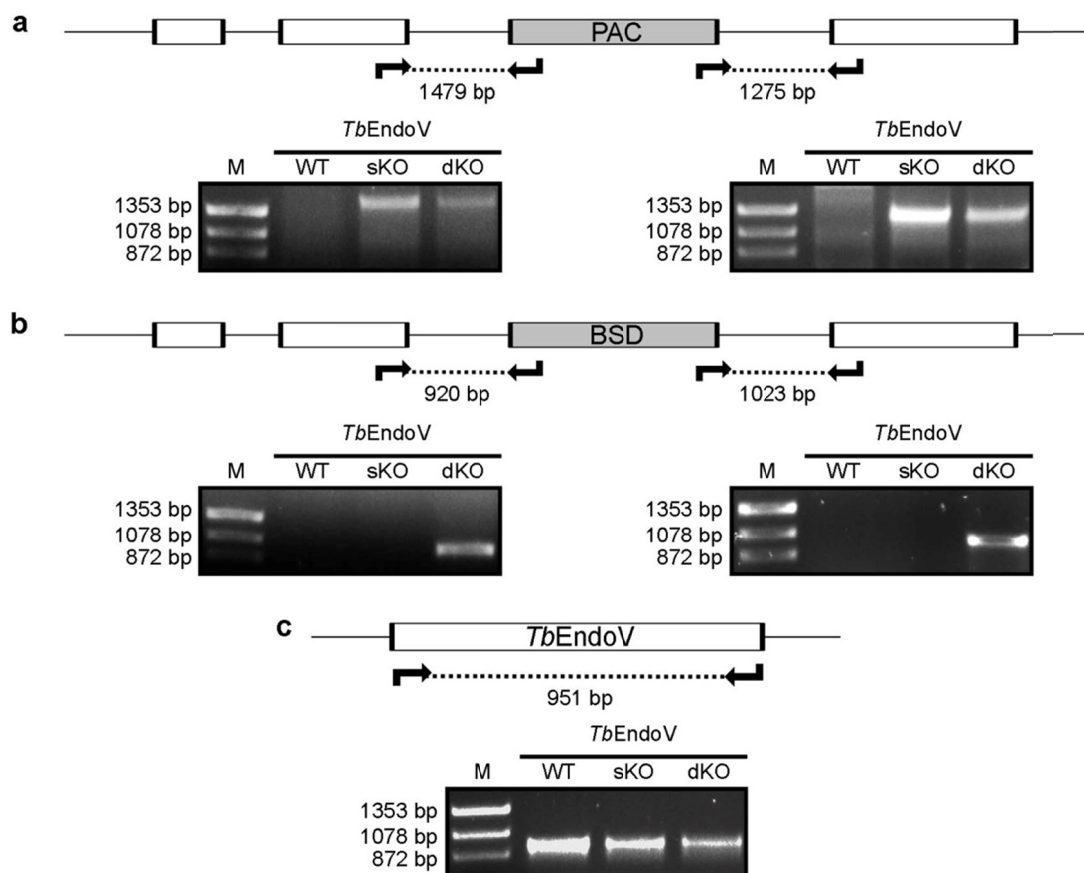 a
PAC
1479 bp
1275 bp
TbEndoV
M WT sKO dKO
1353 bp
1078 bp
872 bp
TbEndoV
M WT sKO dKO
1353 bp
1078 bp
872 bp
b
BSD
920 bp
1023 bp
TbEndoV
M WT sKO dKO
1353 bp
1078 bp
872 bp
TbEndoV
M WT sKO dKO
1353 bp
1078 bp
872 bp
c
TbEndoV
951 bp
TbEndoV
M WT sKO dKO
1353 bp
1078 bp
872 bp